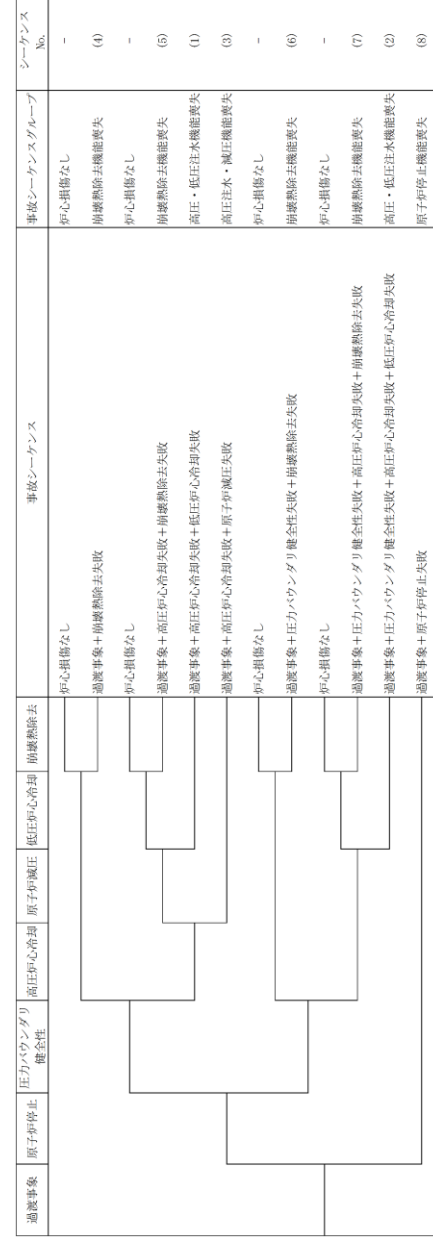 過渡事象 原子炉停止 圧力バウンダリ健全性 高圧炉心冷却 原子炉減圧 低圧炉心冷却 崩壊熱除去 事故シーケンス 事故シーケンスグループ シーケンスNo.
炉心損傷なし 炉心損傷なし －
過渡事象＋崩壊熱除去失敗 崩壊熱除去機能喪失 (4)
炉心損傷なし 炉心損傷なし －
過渡事象＋高圧炉心冷却失敗＋崩壊熱除去失敗 崩壊熱除去機能喪失 (5)
過渡事象＋高圧炉心冷却失敗＋低圧炉心冷却失敗 高圧・低圧注水機能喪失 (1)
過渡事象＋高圧炉心冷却失敗＋原子炉減圧失敗 高圧注水・減圧機能喪失 (3)
炉心損傷なし 炉心損傷なし －
過渡事象＋圧力バウンダリ健全性失敗＋崩壊熱除去失敗 崩壊熱除去機能喪失 (6)
炉心損傷なし 炉心損傷なし －
過渡事象＋圧力バウンダリ健全性失敗＋高圧炉心冷却失敗＋崩壊熱除去失敗 崩壊熱除去機能喪失 (7)
過渡事象＋圧力バウンダリ健全性失敗＋高圧炉心冷却失敗＋低圧炉心冷却失敗 高圧・低圧注水機能喪失 (2)
過渡事象＋原子炉停止失敗 原子炉停止機能喪失 (8)